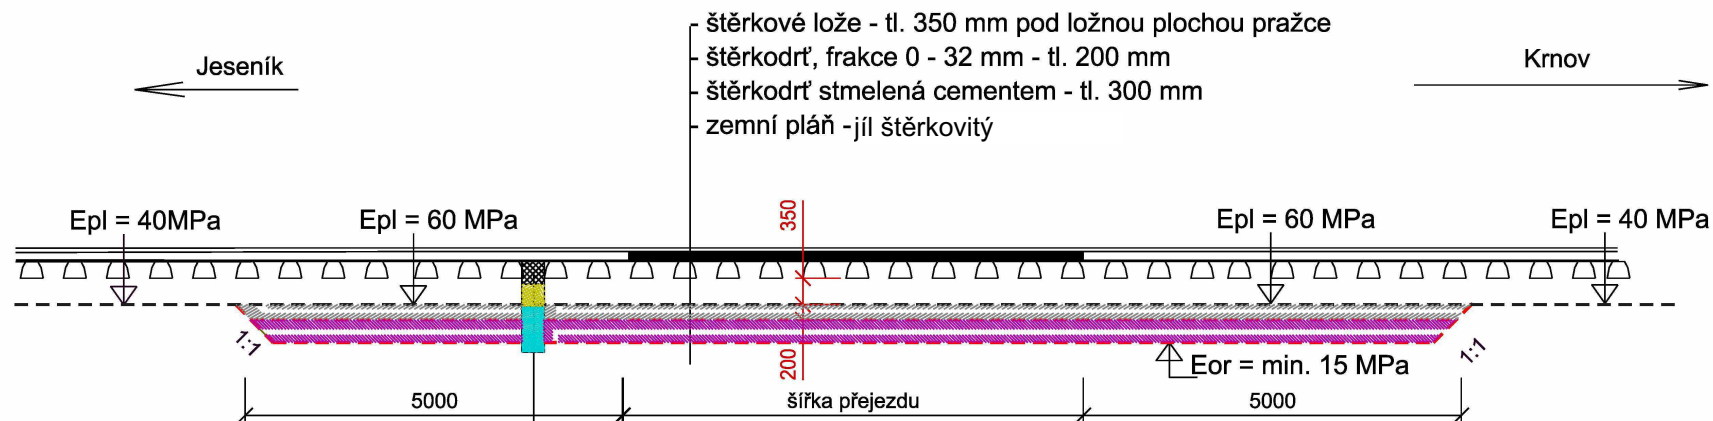 - štěrkové lože - tl. 350 mm pod ložnou plochou pražce
- štěrkodrť, frakce 0 - 32 mm - tl. 200 mm
- štěrkodrť stmelená cementem - tl. 300 mm
- zemní pláň -jíl štěrkovitý
Jeseník
Krnov
Epl = 40MPa
Epl = 60 MPa
350
Epl = 60 MPa
Epl = 40 MPa
1:1
200
Eor = min. 15 MPa
1:1
5000
šířka přejezdu
5000